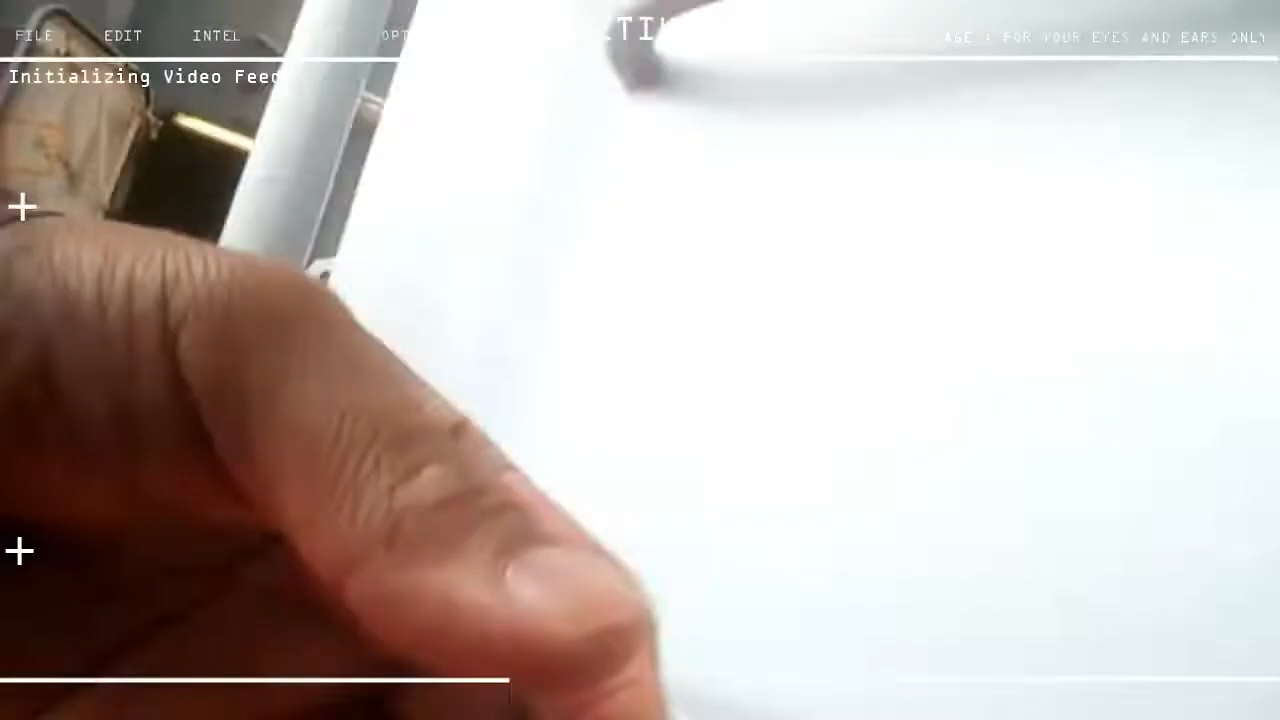 FILE EDIT INTEL
AGE : FOR YOUR EYES AND EARS ONLY
Initializing Video Feed